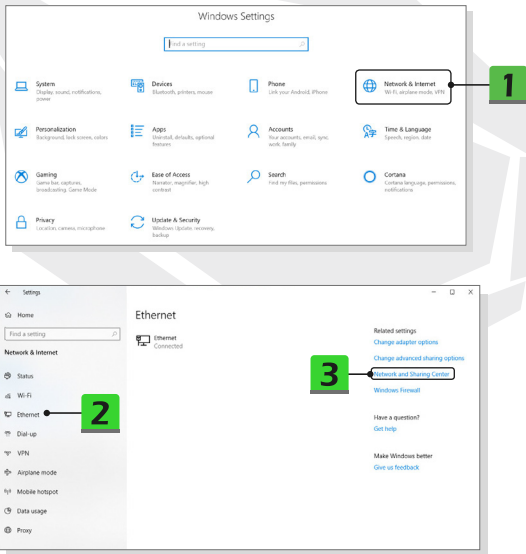 Windows Settings
Find a setting
System
Display, sound, notifications,
power
Devices
Bluetooth, printers, mouse
Phone
Link your Android, iPhone
Network & Internet
Wi-Fi, airplane mode, VPN
1
Personalization
Background, lock screen, colors
Apps
Uninstall, defaults, optional
features
Accounts
Your accounts, email, sync,
work, family
Time & Language
Speech, region, date
Gaming
Game bar, captures,
broadcasting, Game Mode
Ease of Access
Narrator, magnifier, high
contrast
Search
Find my files, permissions
Cortana
Cortana language, permissions,
notifications
Privacy
Location, camera, microphone
Update & Security
Windows Update, recovery,
backup
Settings
Home
Find a setting
Network & Internet
Status
Wi-Fi
Ethernet
2
Dial-up
VPN
Airplane mode
Mobile hotspot
Data usage
Proxy
Ethernet
Ethernet
Connected
Related settings
Change adapter options
Change advanced sharing options
3
Network and Sharing Center
Windows Firewall
Have a question?
Get help
Make Windows better
Give us feedback